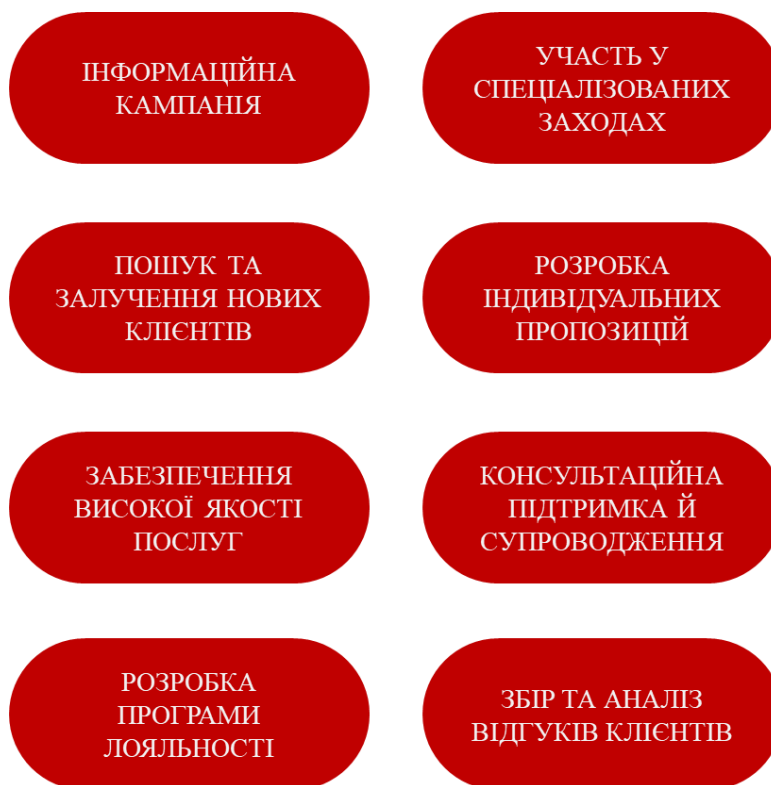 ІНФОРМАЦІЙНА
КАМПАНІЯ
УЧАСТЬ У
СПЕЦІАЛІЗОВАНИХ
ЗАХОДАХ
ПОШУК ТА
ЗАЛУЧЕННЯ НОВИХ
КЛІЄНТІВ
РОЗРОБКА
ІНДИВІДУАЛЬНИХ
ПРОПОЗИЦІЙ
ЗАБЕЗПЕЧЕННЯ
ВИСОКОЇ ЯКОСТІ
ПОСЛУГ
КОНСУЛЬТАЦІЙНА
ПІДТРИМКА Й
СУПРОВОДЖЕННЯ
РОЗРОБКА
ПРОГРАМИ
ЛОЯЛЬНОСТІ
ЗБІР ТА АНАЛІЗ
ВІДГУКІВ КЛІЄНТІВ